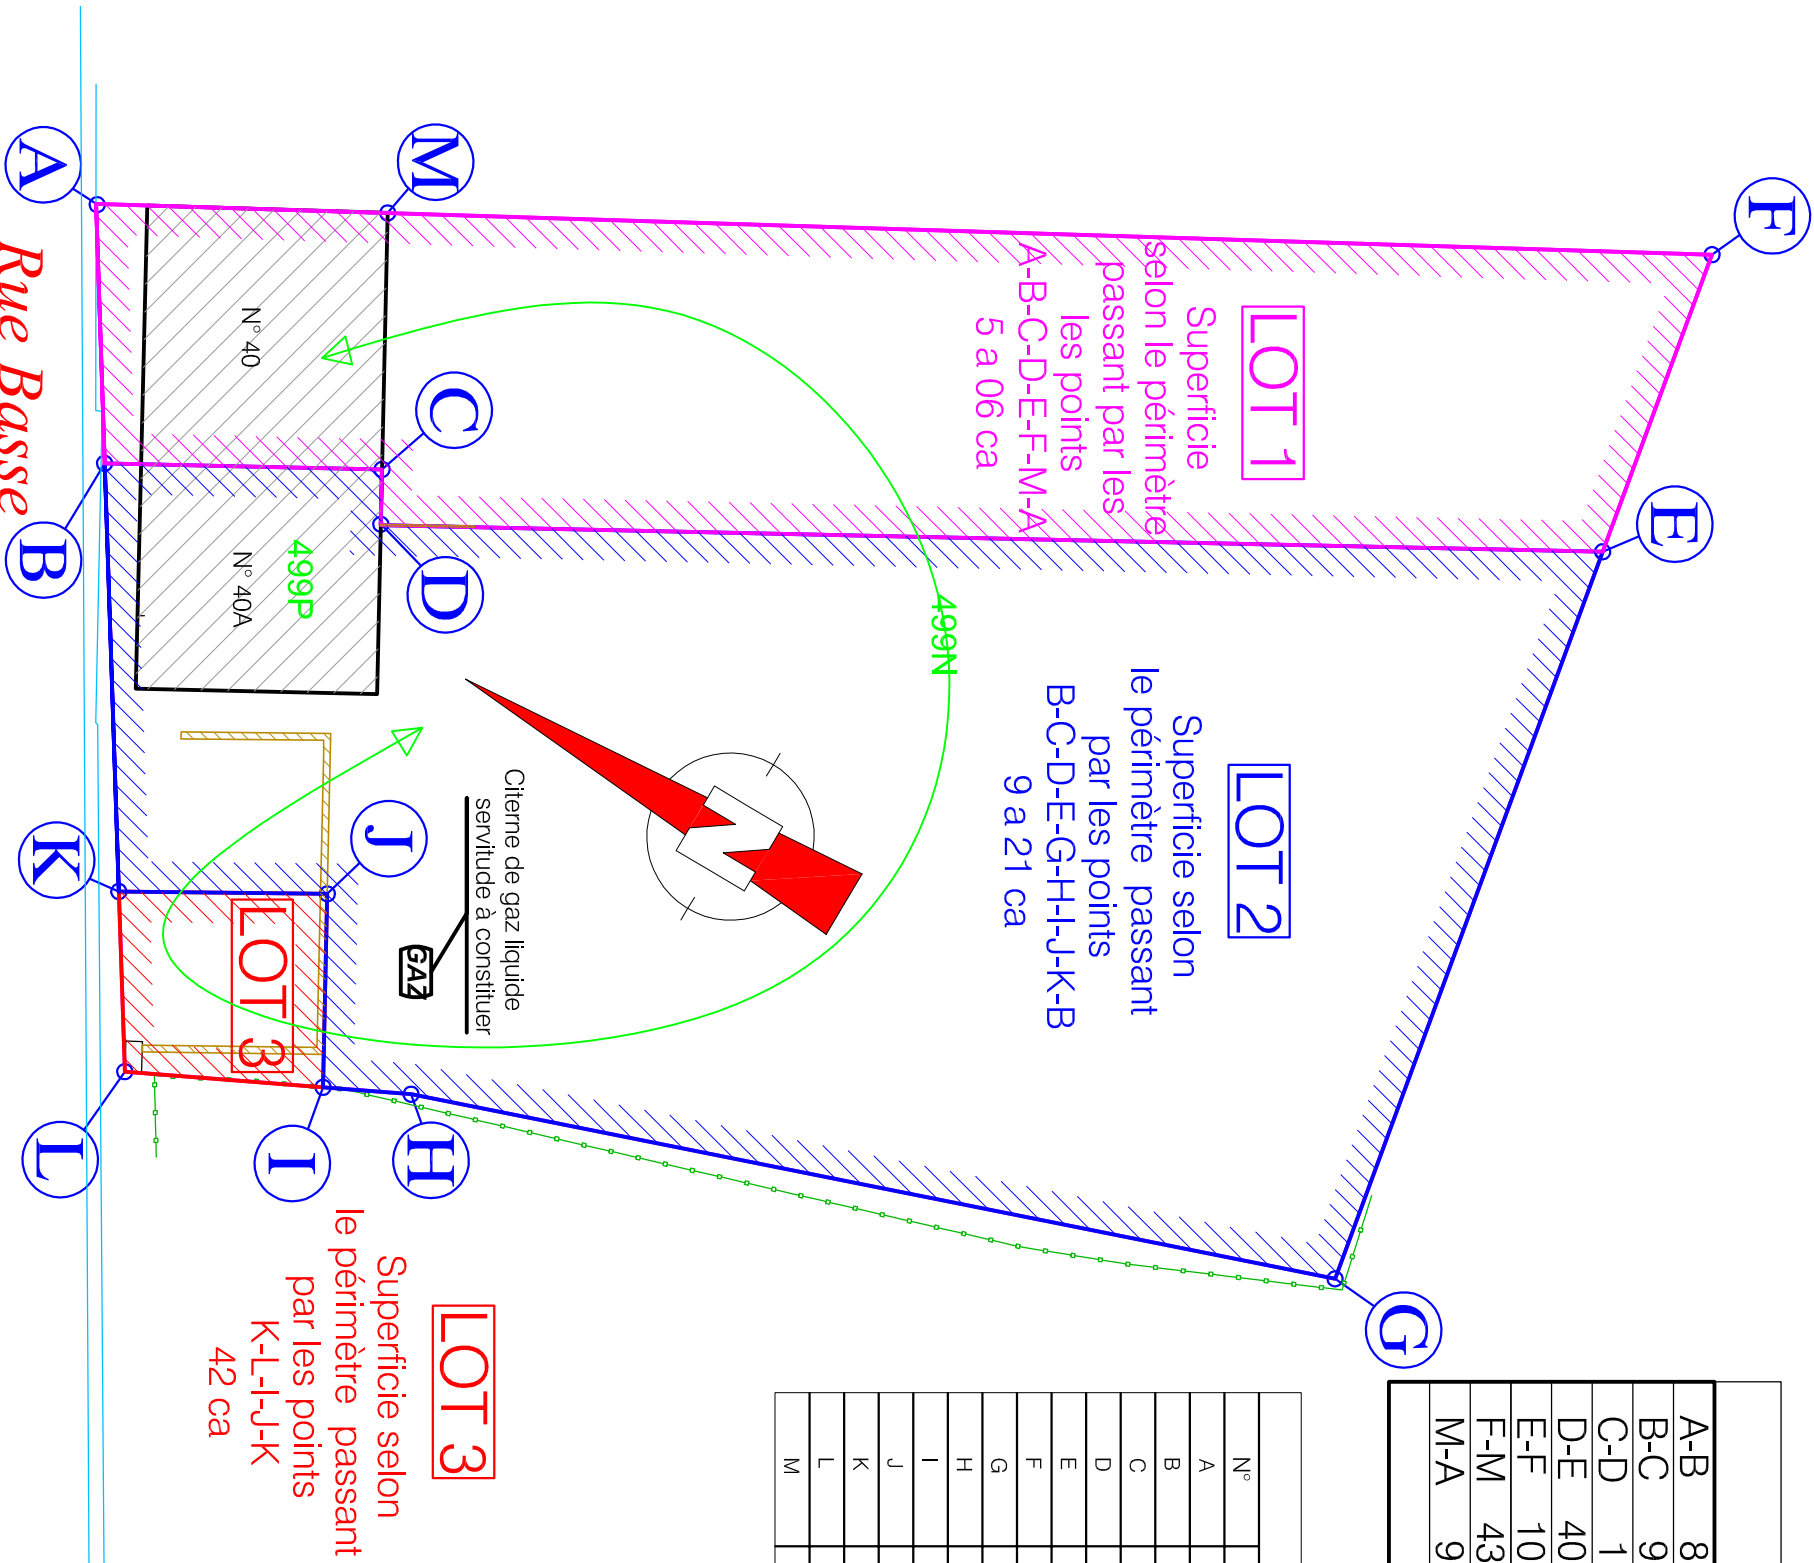 LOT 1
Superficie
selon le périmètre
passant par les
les points
A-B-C-D-E-F-M-A
5 a 06 ca
LOT 2
Superficie selon
le périmètre passant
par les points
B-C-D-E-G-H-I-J-K-B
9 a 21 ca
LOT 3
Superficie selon
le périmètre passant
par les points
K-L-I-J-K
42 ca
LOT 3
F
E
G
M
C
D
J
H
I
A
B
K
L
499N
499P
N° 40
N° 40A
Citerne de gaz liquide
servitude à constituer
GAZ
Rue Basse
A-B 8
B-C 9
C-D 1
D-E 40
E-F 10
F-M 43
M-A 9
N°
A
B
C
D
E
F
G
H
I
J
K
L
M